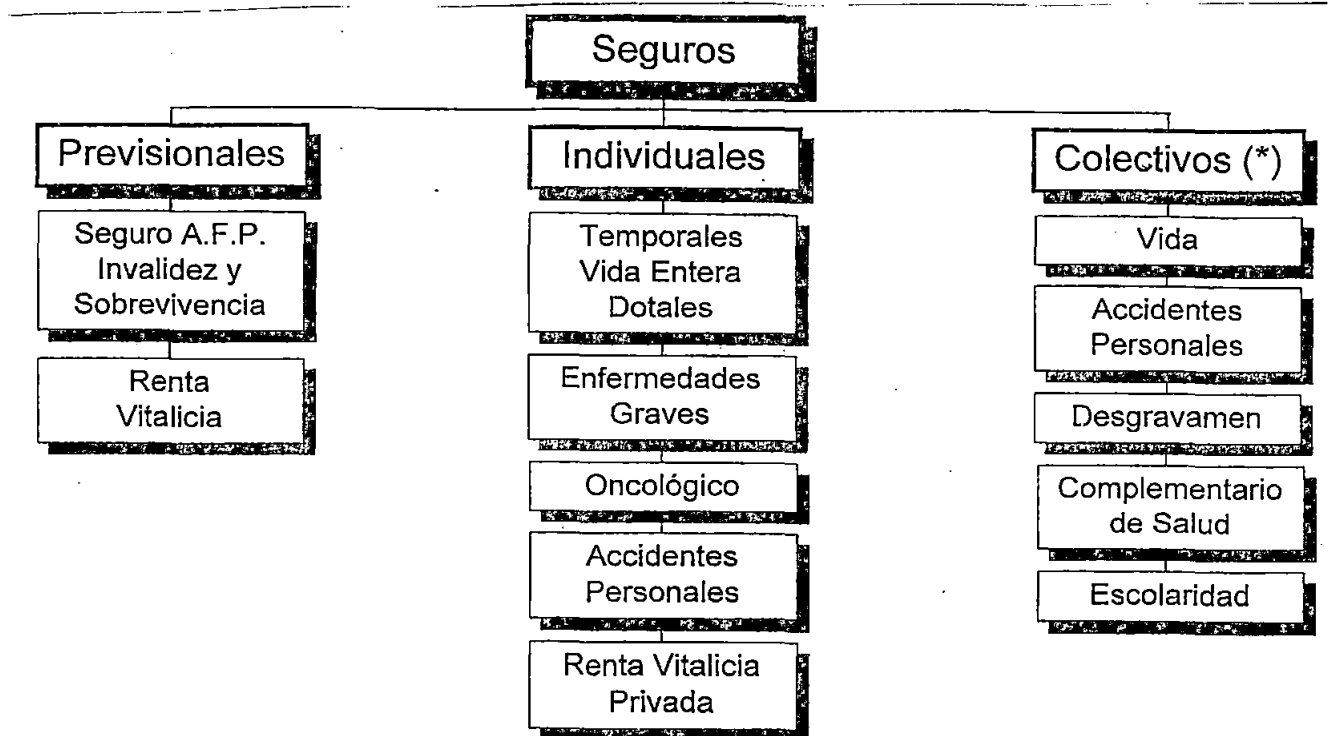 Seguros
Previsionales
Seguro A.F.P.
Invalidez y
Sobrevivencia
Renta
Vitalicia
Individuales
Temporales
Vida Entera
Dotales
Enfermedades
Graves
Oncológico
Accidentes
Personales
Renta Vitalicia
Privada
Colectivos (*)
Vida
Accidentes
Personales
Desgravamen
Complementario
de Salud
Escolaridad